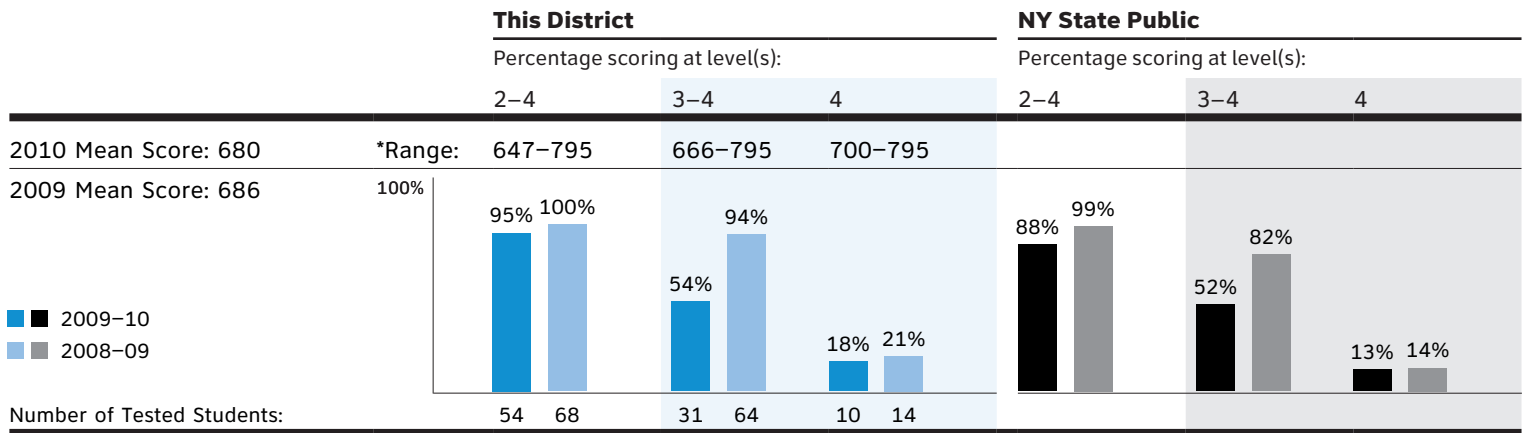 This District NY State Public
Percentage scoring at level(s): Percentage scoring at level(s):
2–4 3–4 4 2–4 3–4 4
2010 Mean Score: 680 *Range: 647–795 666–795 700–795
2009 Mean Score: 686 100%
95% 100% 54% 94% 18% 21% 88% 99% 52% 82% 13% 14%
2009–10
2008–09
Number of Tested Students: 54 68 31 64 10 14